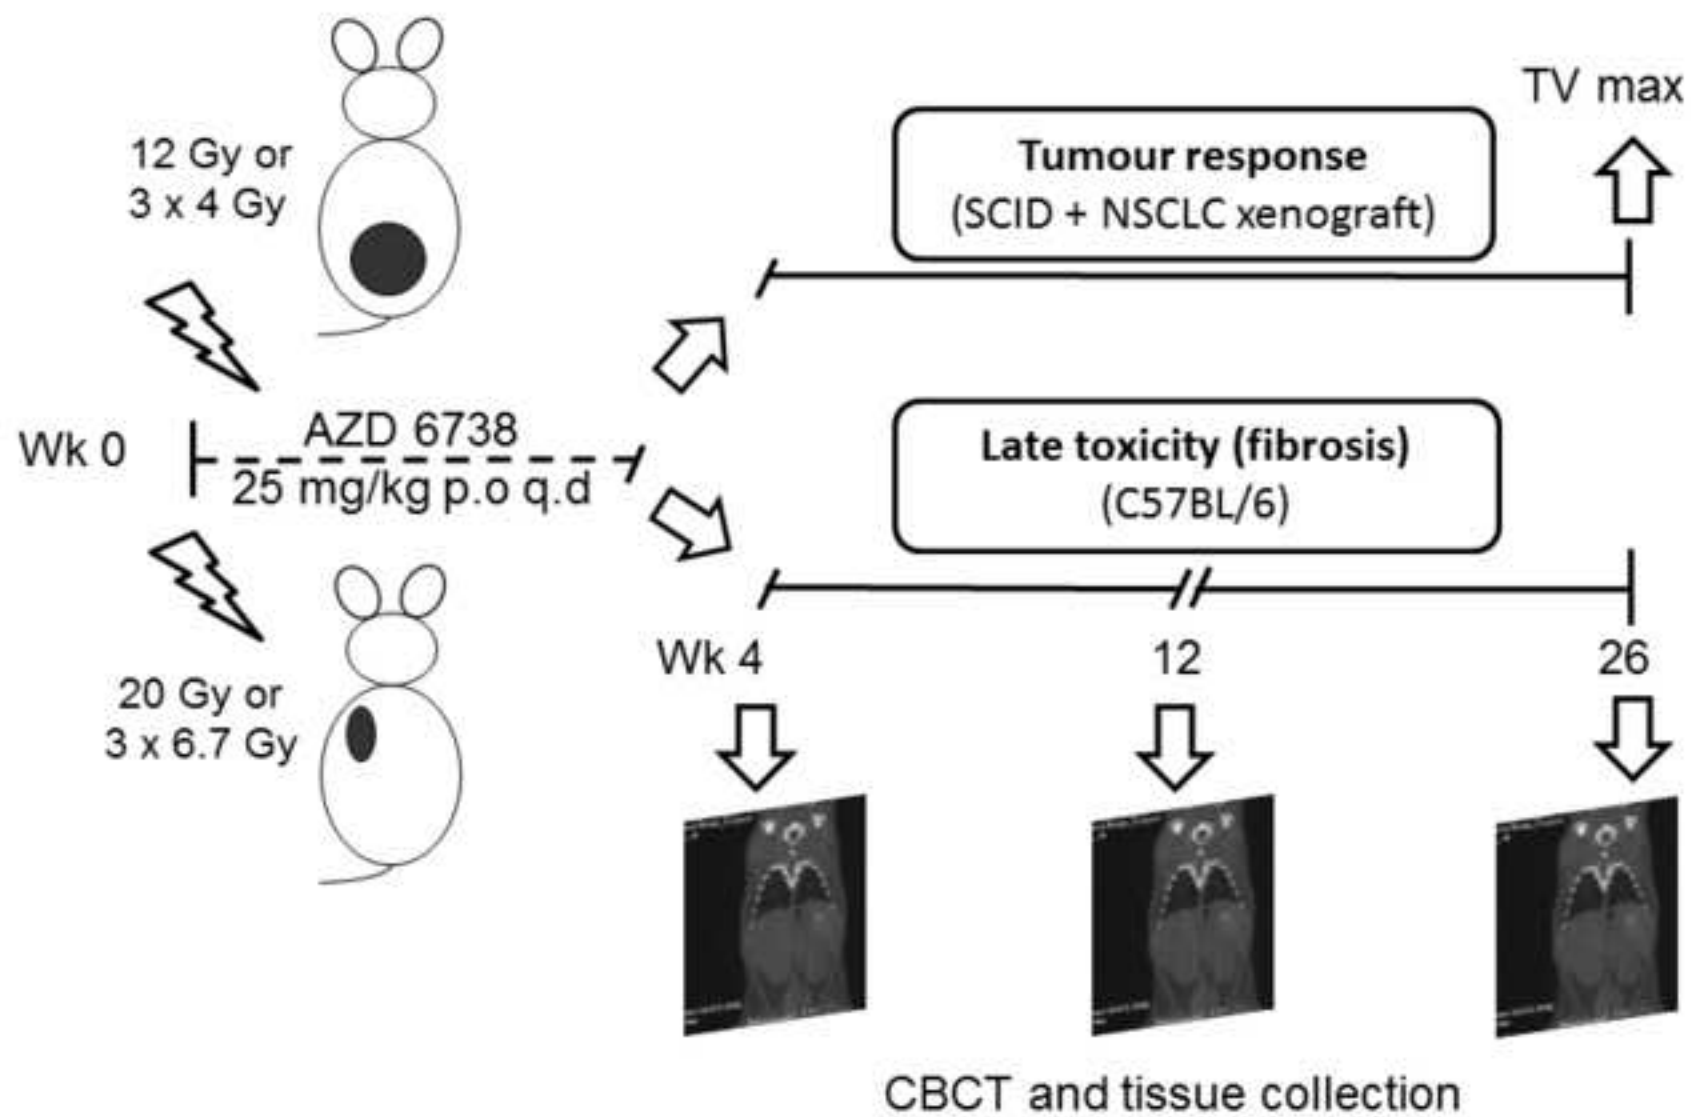 TV max
12 Gy or
3 x 4 Gy
Tumour response
(SCID + NSCLC xenograft)
Wk 0
AZD 6738
25 mg/kg p.o q.d
Late toxicity (fibrosis)
(C57BL/6)
20 Gy or
3 x 6.7 Gy
Wk 4
12
26
CBCT and tissue collection